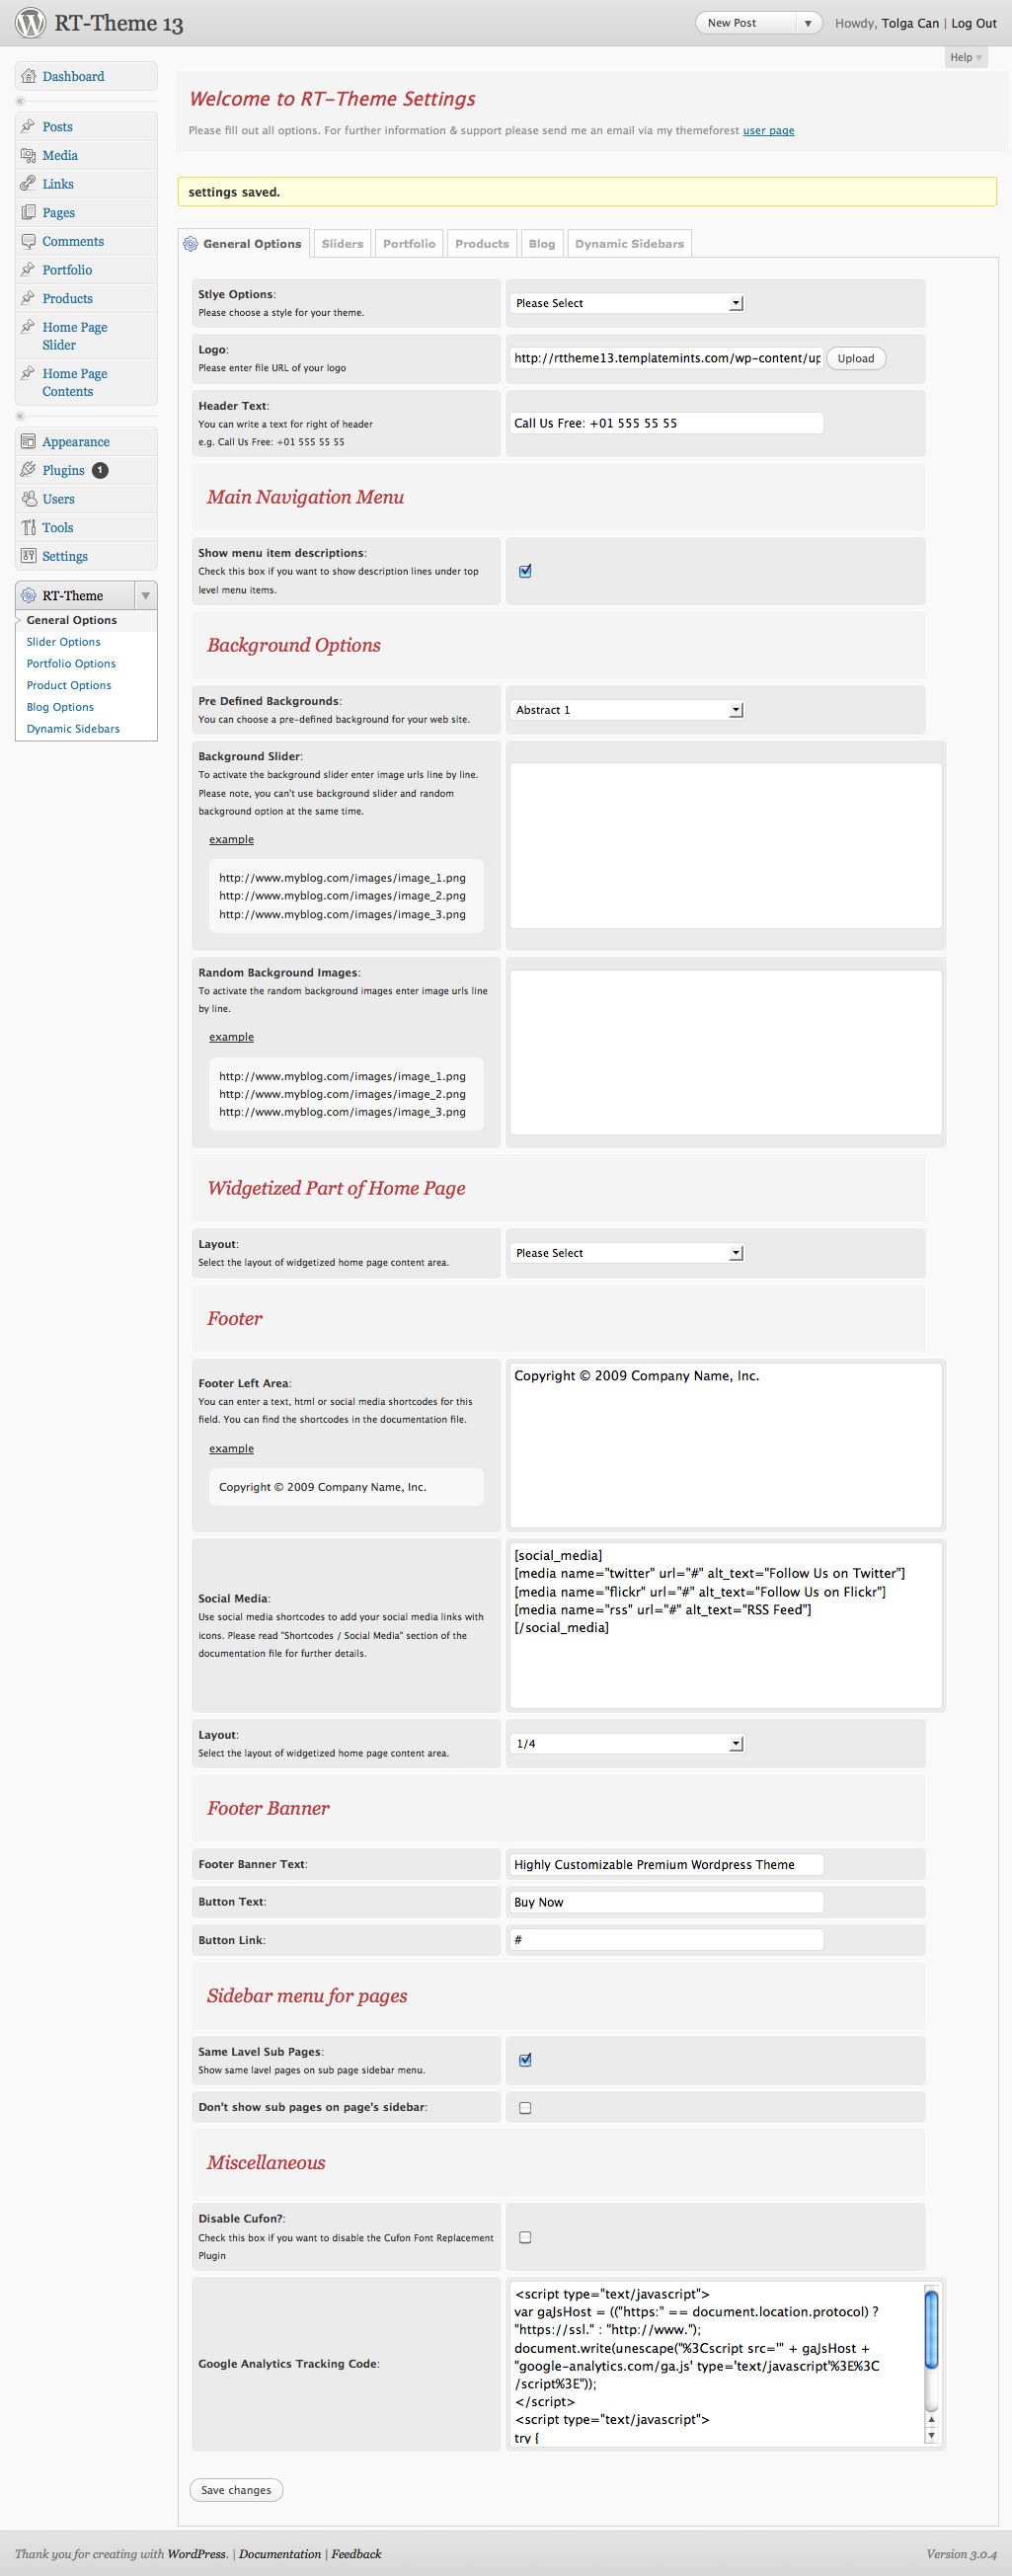 RT-Theme 13
New Post
Howdy, Tolga Can | Log Out
Help
Dashboard
Posts
Media
Links
Pages
Comments
Portfolio
Products
Home Page
Slider
Home Page
Contents
Appearance
Plugins 1
Users
Tools
Settings
RT-Theme
General Options
Slider Options
Portfolio Options
Product Options
Blog Options
Dynamic Sidebars
Welcome to RT-Theme Settings
Please fill out all options. For further information & support please send me an email via my themeforest user page
settings saved.
General Options
Sliders
Portfolio
Products
Blog
Dynamic Sidebars
Stlye Options:
Please choose a style for your theme.
Please Select
Logo:
Please enter file URL of your logo
http://rttheme13.templatemints.com/wp-content/up
Upload
Header Text:
You can write a text for right of header
e.g. Call Us Free: +01 555 55 55
Call Us Free: +01 555 55 55
Main Navigation Menu
Show menu item descriptions:
Check this box if you want to show description lines under top
level menu items.
Background Options
Pre Defined Backgrounds:
You can choose a pre-defined background for your web site.
Abstract 1
Background Slider:
To activate the background slider enter image urls line by line.
Please note, you can't use background slider and random
background option at the same time.
example
http://www.myblog.com/images/image_1.png
http://www.myblog.com/images/image_2.png
http://www.myblog.com/images/image_3.png
Random Background Images:
To activate the random background images enter image urls line
by line.
example
http://www.myblog.com/images/image_1.png
http://www.myblog.com/images/image_2.png
http://www.myblog.com/images/image_3.png
Widgetized Part of Home Page
Layout:
Select the layout of widgetized home page content area.
Please Select
Footer
Footer Left Area:
You can enter a text, html or social media shortcodes for this
field. You can find the shortcodes in the documentation file.
example
Copyright © 2009 Company Name, Inc.
Copyright © 2009 Company Name, Inc.
Social Media:
Use social media shortcodes to add your social media links with
icons. Please read "Shortcodes / Social Media" section of the
documentation file for further details.
[social_media]
[media name="twitter" url="#" alt_text="Follow Us on Twitter"]
[media name="flickr" url="#" alt_text="Follow Us on Flickr"]
[media name="rss" url="#" alt_text="RSS Feed"]
[/social_media]
Layout:
Select the layout of widgetized home page content area.
1/4
Footer Banner
Footer Banner Text:
Highly Customizable Premium Wordpress Theme
Button Text:
Buy Now
Button Link:
#
Sidebar menu for pages
Same Lavel Sub Pages:
Show same lavel pages on sub page sidebar menu.
Don't show sub pages on page's sidebar:
Miscellaneous
Disable Cufon?:
Check this box if you want to disable the Cufon Font Replacement
Plugin
Google Analytics Tracking Code:
<script type="text/javascript">
var gaJsHost = (("https:" == document.location.protocol) ?
"https://ssl." : "http://www.");
document.write(unescape("%3Cscript src='" + gaJsHost +
"google-analytics.com/ga.js' type='text/javascript'%3E%3C
/script%3E"));
</script>
<script type="text/javascript">
try {
Save changes
Thank you for creating with WordPress. | Documentation | Feedback
Version 3.0.4